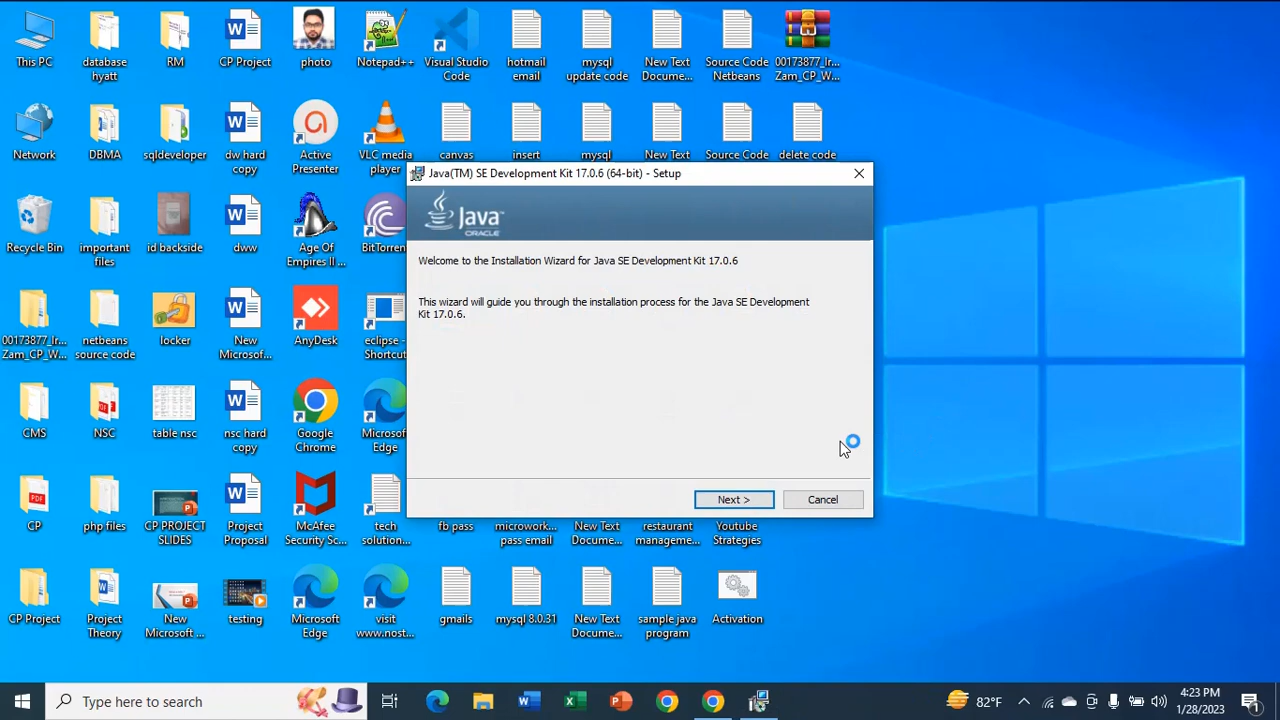 This PC
database
hyatt
RM
CP Project
photo
Notepad++
Visual Studio
Code
hotmail
email
mysql
update code
New Text
Docume...
Source Code
Netbeans
00173877_Ir...
Zam_CP_W...
Network
DBMA
sqldeveloper
dw hard
copy
Active
Presenter
VLC media
player
canvas
insert
mysql
New Text
Source Code
delete code
Recycle Bin
important
files
id backside
dww
Age Of
Empires II ...
BitTorren
00173877_Ir...
Zam_CP_W...
netbeans
source code
locker
New
Microsof...
AnyDesk
eclipse -
Shortcut
CMS
NSC
table nsc
nsc hard
copy
Google
Chrome
Microsof
Edge
CP
php files
CP PROJECT
SLIDES
Project
Proposal
McAfee
Security Sc...
tech
solution...
fb pass
microwork...
pass email
New Text
Docume...
restaurant
manageme...
Youtube
Strategies
CP Project
Project
Theory
New
Microsoft ...
testing
Microsoft
Edge
visit
www.nost...
gmails
mysql 8.0.31
New Text
Docume...
sample java
program
Activation
Java(TM) SE Development Kit 17.0.6 (64-bit) - Setup
Java
ORACLE
Welcome to the Installation Wizard for Java SE Development Kit 17.0.6
This wizard will guide you through the installation process for the Java SE Development
Kit 17.0.6.
Next >
Cancel
Type here to search
82°F
4:23 PM
1/28/2023
1